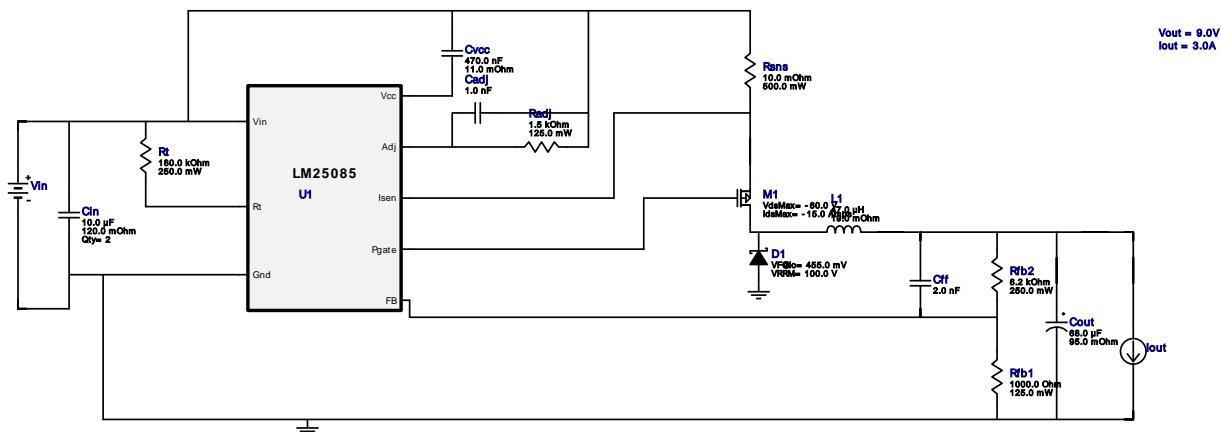 Vout = 9.0V
Iout = 3.0A
Cvcc
470.0 nF
11.0 mOhm
Cadj
1.0 nF
Rsns
10.0 mOhm
500.0 mW
Vcc
Radj
1.5 kOhm
125.0 mW
Vin
Adj
Rt
180.0 kOhm
250.0 mW
LM25085
U1
Vin
+
-
Isen
M1
VdsMax= -60.0 V
IdsMax= -15.0 Amps
L1
µH
mOhm
Cin
10.0 µF
120.0 mOhm
Qty= 2
Rt
Pgate
D1
= 455.0 mV
VRRM= 100.0 V
Gnd
Cff
2.0 nF
Rfb2
6.2 kOhm
250.0 mW
FB
Cout
68.0 µF
95.0 mOhm
Iout
Rfb1
1000.0 Ohm
125.0 mW